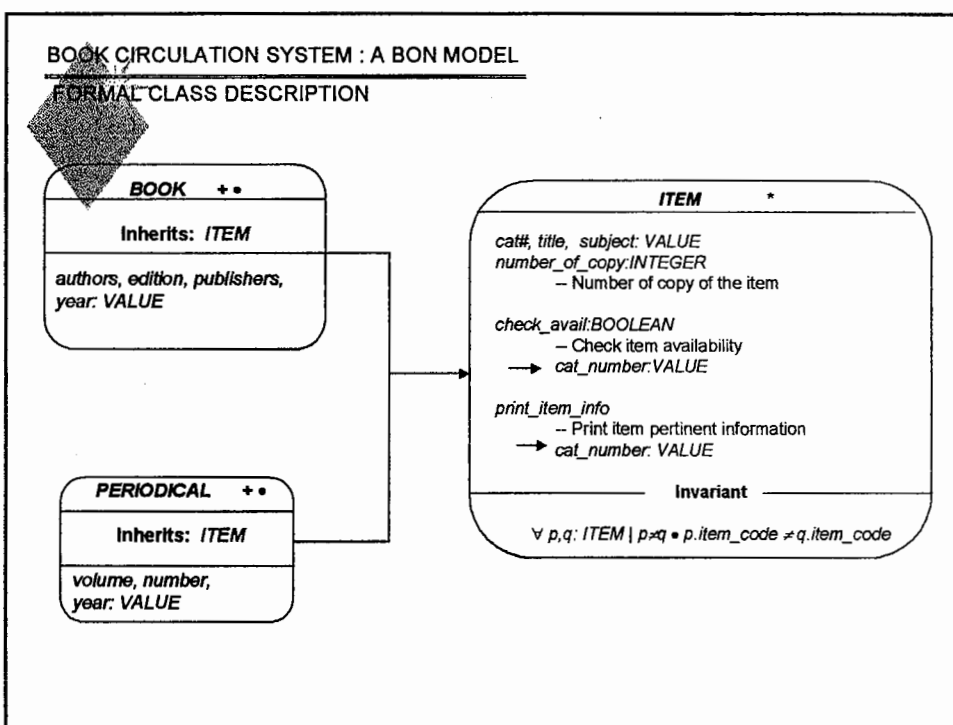 BOOK CIRCULATION SYSTEM : A BON MODEL
FORMAL CLASS DESCRIPTION
BOOK + •
Inherits: ITEM
authors, edition, publishers,
year: VALUE
PERIODICAL + •
Inherits: ITEM
volume, number,
year: VALUE
ITEM *
cat#, title, subject: VALUE
number_of_copy:INTEGER
-- Number of copy of the item
check_avail:BOOLEAN
-- Check item availability
→ cat_number:VALUE
print_item_info
-- Print item pertinent information
→ cat_number: VALUE
Invariant
∀ p,q: ITEM | p≠q • p.item_code ≠ q.item_code